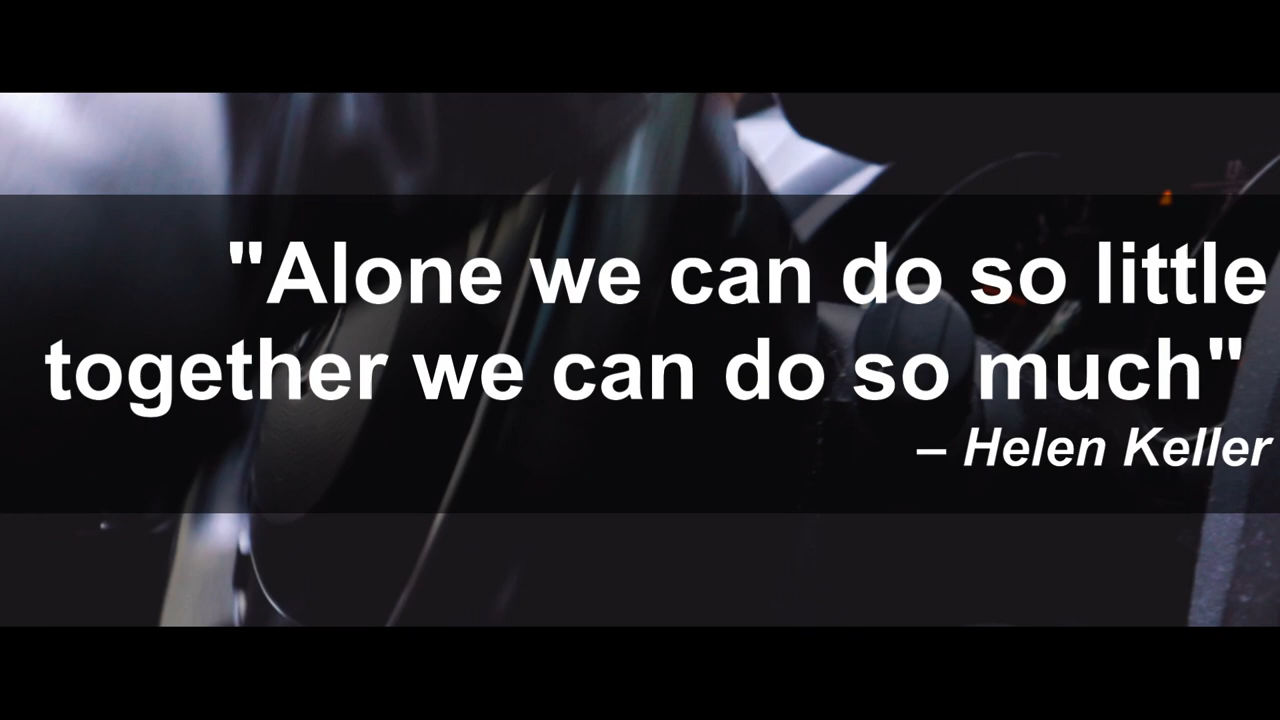 "Alone we can do so little
together we can do so much"
– Helen Keller